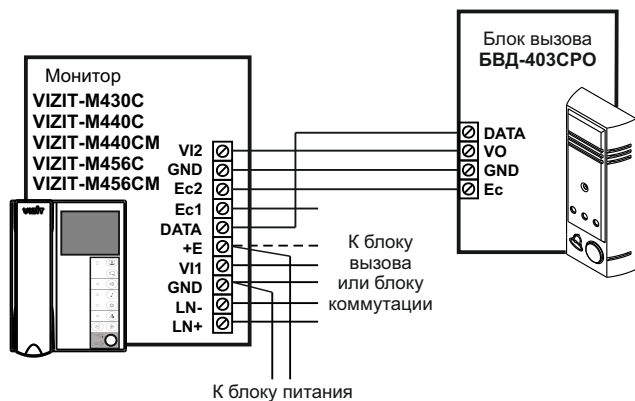 Монитор
VIZIT-M430C
VIZIT-M440C
VIZIT-M440CM
VIZIT-M456C
VIZIT-M456CM
VIZIT
VI2
GND
Ec2
Ec1
DATA
+E
VI1
GND
LN-
LN+
Блок вызова
БВД-403CPO
DATA
VO
GND
Ec
К блоку
вызова
или блоку
коммутации
К блоку питания